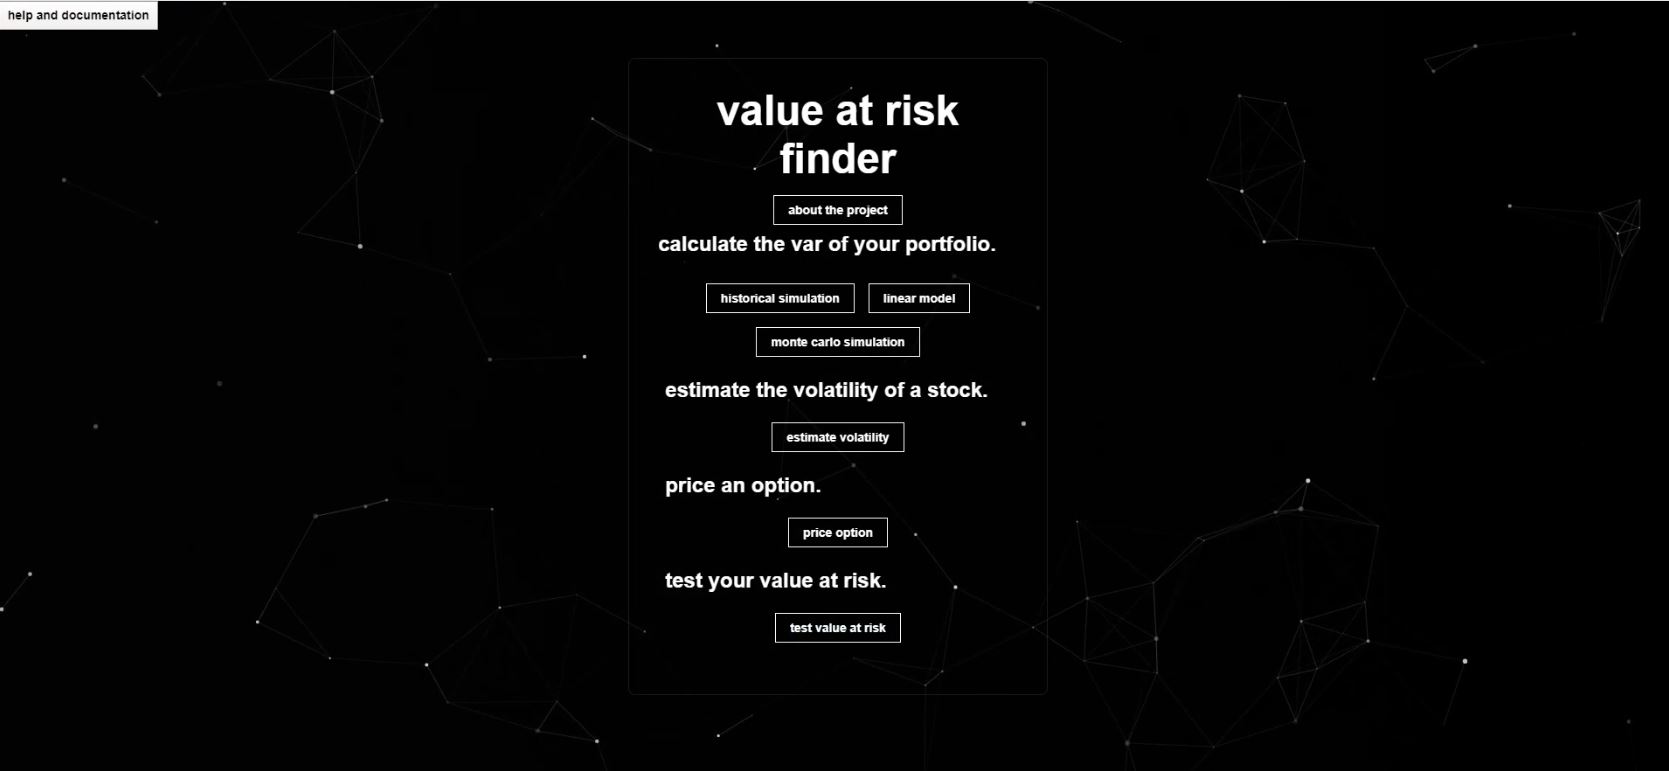 help and documentation
value at risk
finder
about the project
calculate the var of your portfolio.
historical simulation linear model
monte carlo simulation
estimate the volatility of a stock.
estimate volatility
price an option.
price option
test your value at risk.
test value at risk